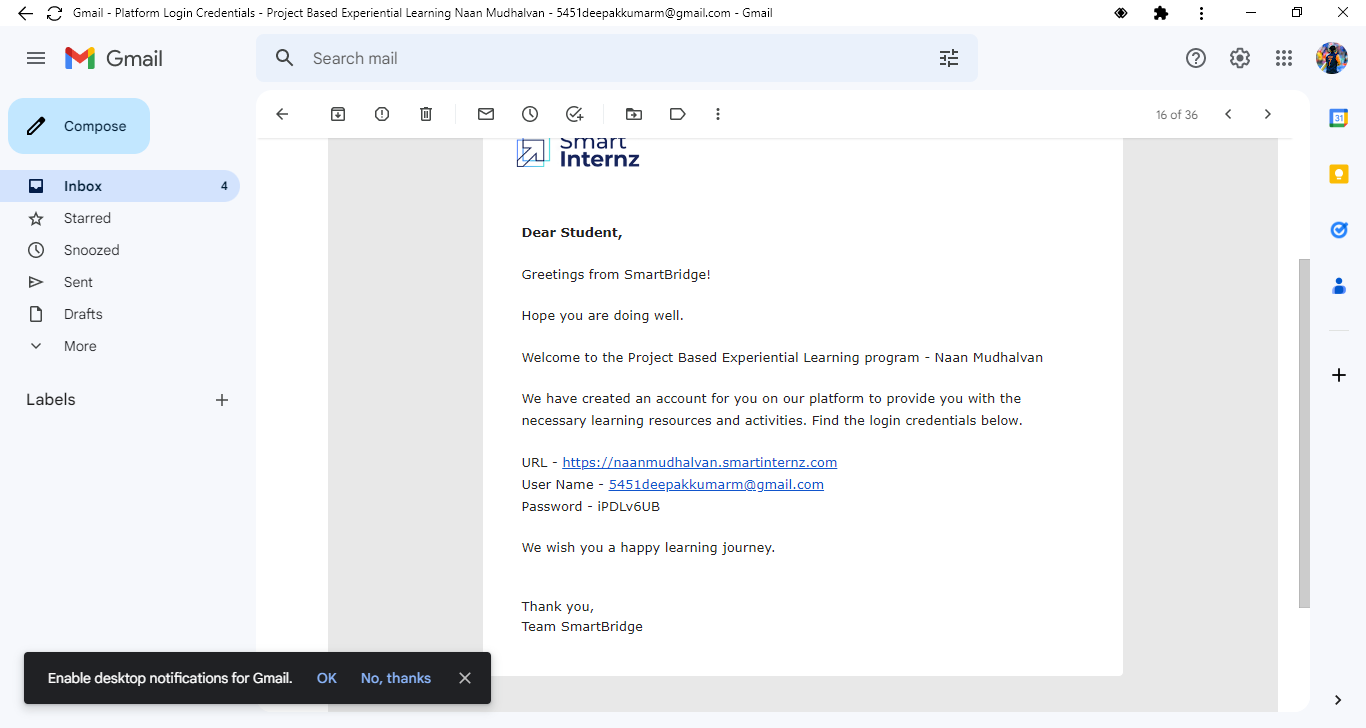 Gmail - Platform Login Credentials - Project Based Experiential Learning Naan Mudhalvan - 5451deepakkumarm@gmail.com - Gmail
Gmail
Search mail
Compose
16 of 36
31
Inbox 4
Starred
Snoozed
Sent
Drafts
More
Labels
Smart
Internz
Dear Student,
Greetings from SmartBridge!
Hope you are doing well.
Welcome to the Project Based Experiential Learning program - Naan Mudhalvan
We have created an account for you on our platform to provide you with the
necessary learning resources and activities. Find the login credentials below.
URL - https://naanmudhalvan.smartinternz.com
User Name - 5451deepakkumarm@gmail.com
Password - iPDLv6UB
We wish you a happy learning journey.
Thank you,
Team SmartBridge
Enable desktop notifications for Gmail. OK No, thanks